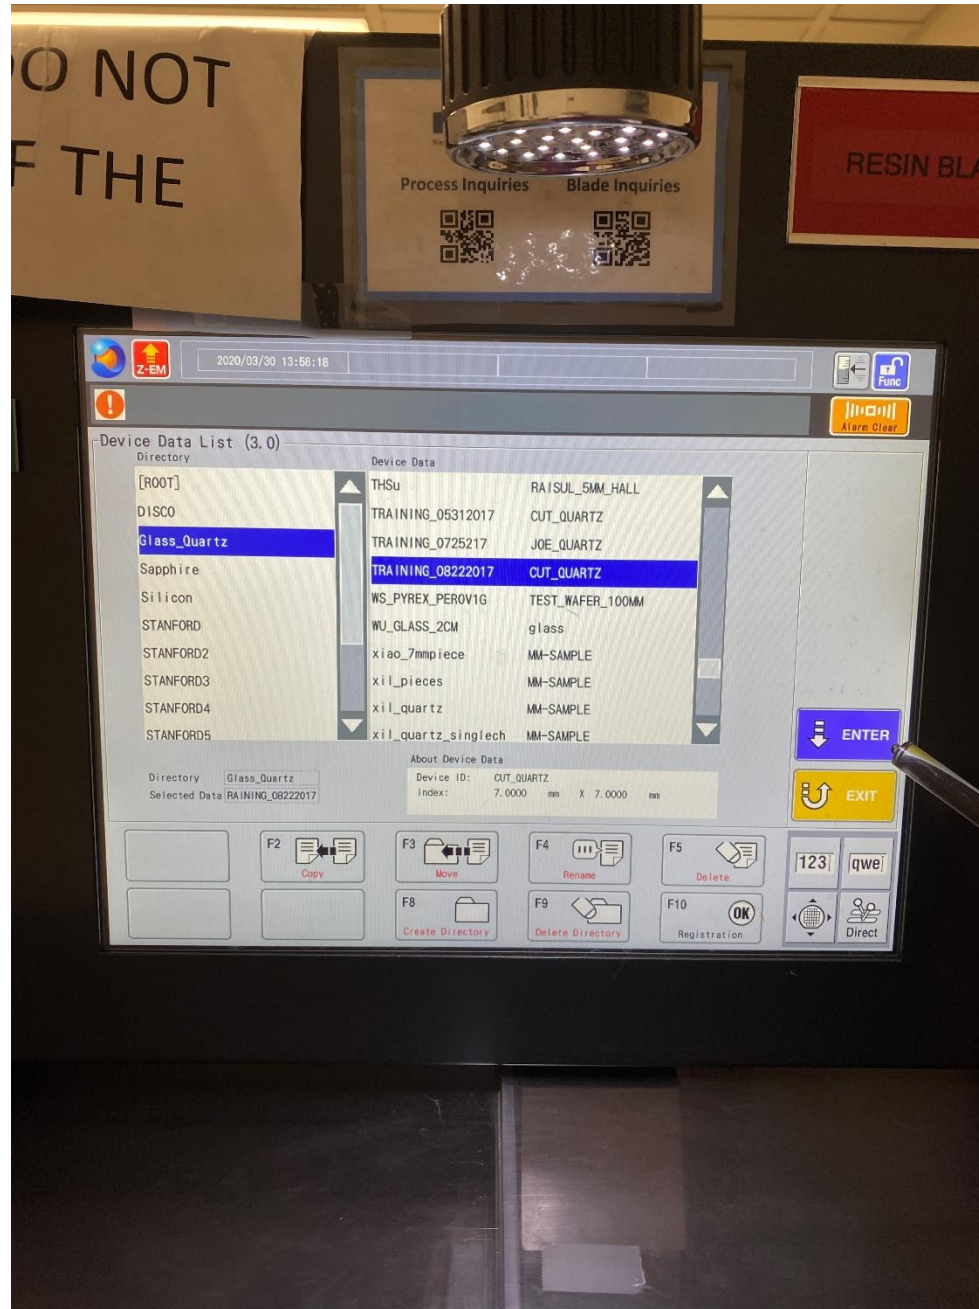 DO NOT
F THE
Process Inquiries Blade Inquiries
RESIN BLA
Z-EM
2020/03/30 13:58:18
Func
Alarm Clear
Device Data List (3.0)
Directory
Device Data
[ROOT]
DISCO
Glass_Quartz
Sapphire
Silicon
STANFORD
STANFORD2
STANFORD3
STANFORD4
STANFORD5
THSu RAISUL_5MM_HALL
TRAINING_05312017 CUT_QUARTZ
TRAINING_0725217 JOE_QUARTZ
TRAINING_08222017 CUT_QUARTZ
WS_PYREX_PEROV1G TEST_WAFER_100MM
WU_GLASS_2CM glass
xiao_7mmpiece MM-SAMPLE
xil_pieces MM-SAMPLE
xil_quartz MM-SAMPLE
xil_quartz_singlech MM-SAMPLE
ENTER
EXIT
Directory Glass_Quartz
Selected Data RAINING_08222017
About Device Data
Device ID: CUT_QUARTZ
Index: 7.0000 mm X 7.0000 mm
F2 Copy
F3 Move
F4 Rename
F5 Delete
123 qwe
F8 Create Directory
F9 Delete Directory
F10 OK Registration
Direct